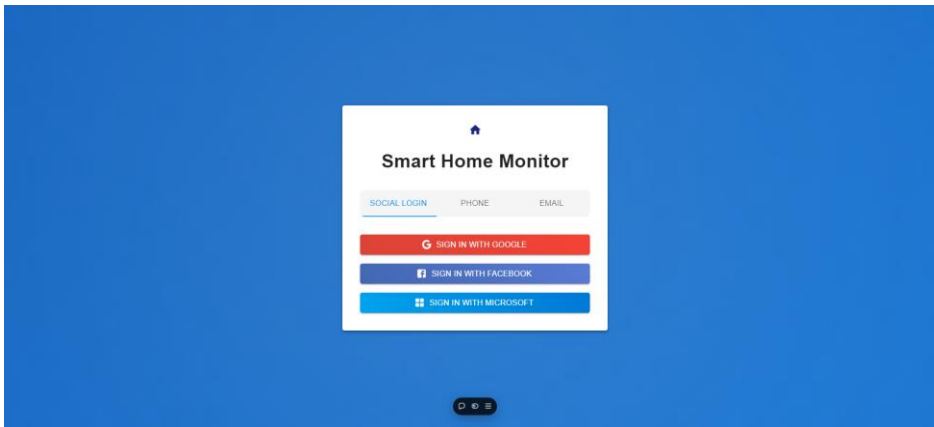 Smart Home Monitor
SOCIAL LOGIN PHONE EMAIL
SIGN IN WITH GOOGLE
SIGN IN WITH FACEBOOK
SIGN IN WITH MICROSOFT